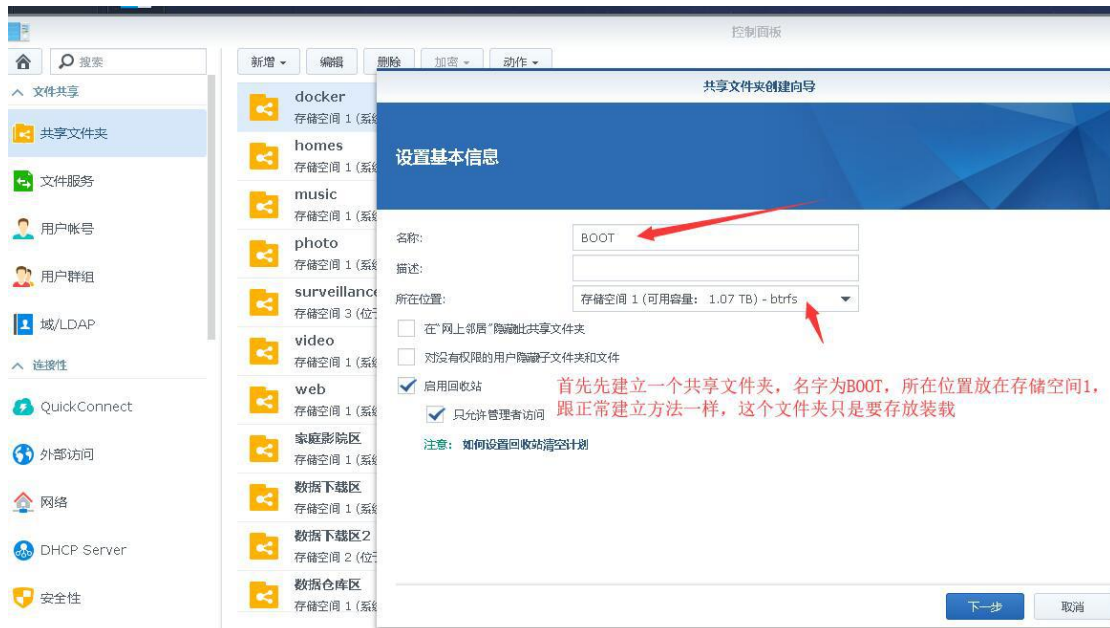 控制面板
搜索
文件共享
共享文件夹
文件服务
用户帐号
用户群组
域/LDAP
连接性
QuickConnect
外部访问
网络
DHCP Server
安全性
新增 编辑 删除 加密 动作
docker
存储空间 1 (系
homes
存储空间 1 (系
music
存储空间 1 (系
photo
存储空间 1 (系
surveillance
存储空间 3 (位
video
存储空间 1 (系
web
存储空间 1 (系
家庭影院区
存储空间 1 (系
数据下载区
存储空间 1 (系
数据下载区2
存储空间 2 (位
数据仓库区
存储空间 1 (系
共享文件夹创建向导
设置基本信息
名称: BOOT
描述:
所在位置: 存储空间 1 (可用容量: 1.07 TB) - btrfs
在"网上邻居"隐藏此共享文件夹
对没有权限的用户隐藏子文件夹和文件
启用回收站
只允许管理者访问
注意: 如何设置回收站清空计划
首先先建立一个共享文件夹，名字为BOOT，所在位置放在存储空间1，
跟正常建立方法一样，这个文件夹只是要存放装载
下一步 取消